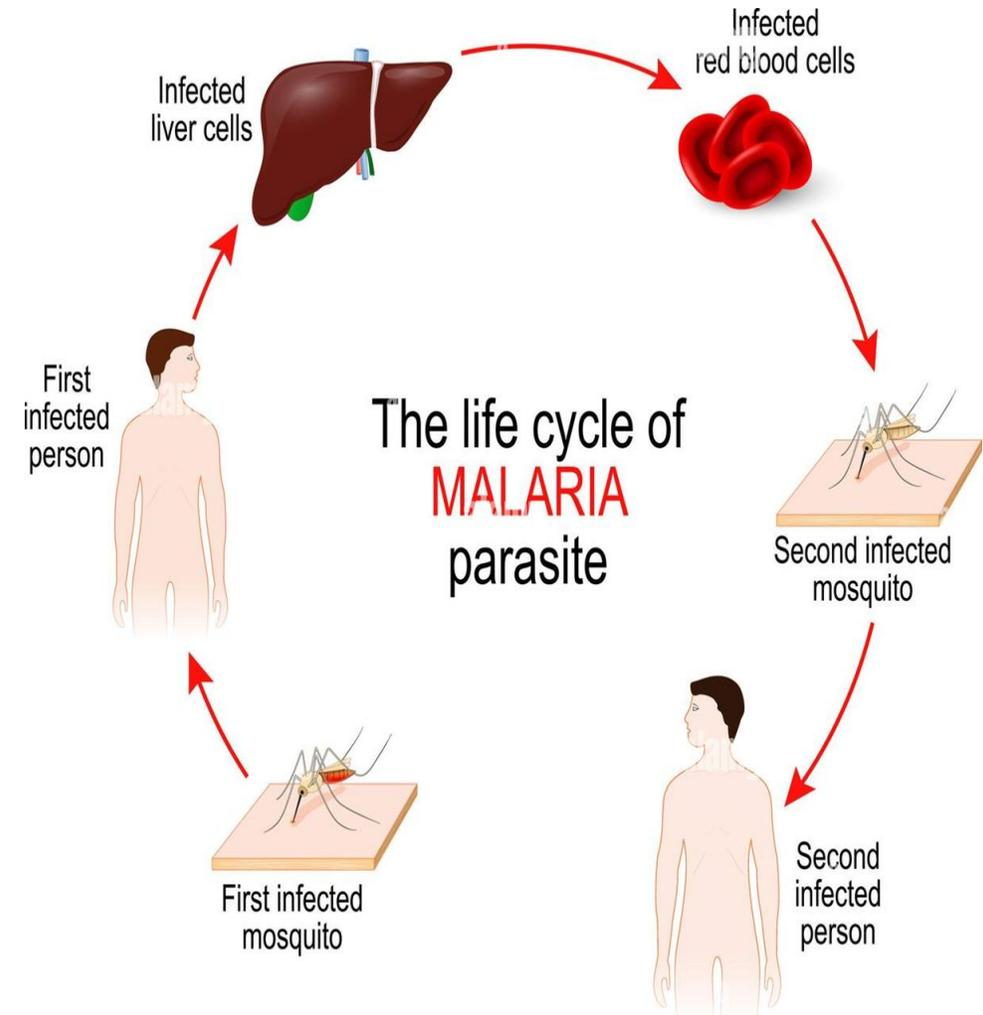 Infected
red blood cells
Infected
liver cells
First
infected
person
The life cycle of
MALARIA
parasite
Second infected
mosquito
Second
infected
person
First infected
mosquito